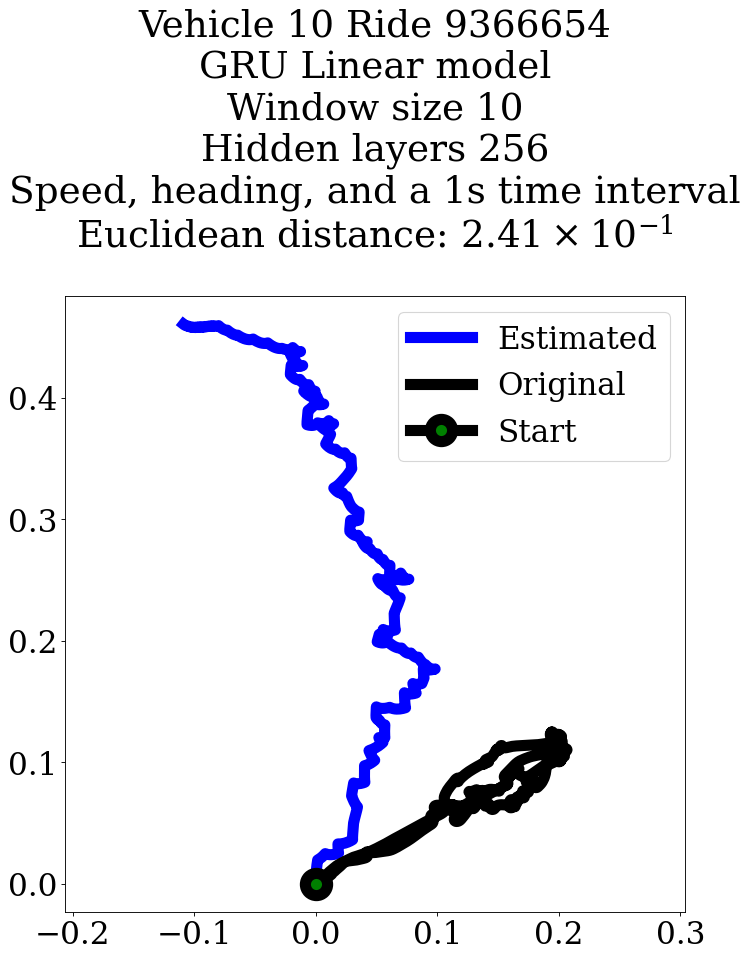 Vehicle 10 Ride 9366654
GRU Linear model
Window size 10
Hidden layers 256
Speed, heading, and a 1s time interval
Euclidean distance: 2.41 × 10⁻¹
Estimated
Original
Start
0.4
0.3
0.2
0.1
0.0
−0.2 −0.1 0.0 0.1 0.2 0.3